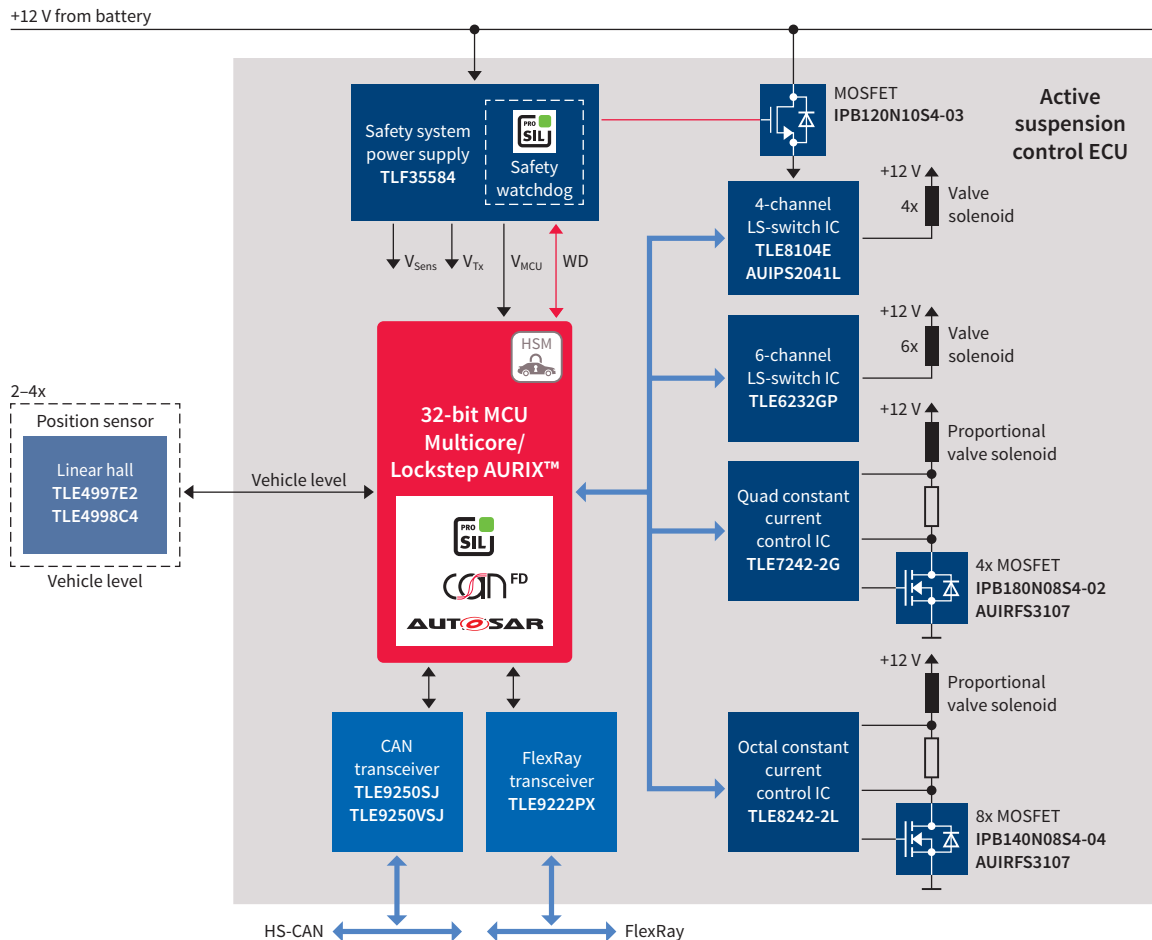 +12 V from battery
Safety system
power supply
TLF35584
PRO
SIL
Safety
watchdog
MOSFET
IPB120N10S4-03
Active
suspension
control ECU
4-channel
LS-switch IC
TLE8104E
AUIPS2041L
+12 V
4x
Valve
solenoid
VSens
VTx
VMCU
WD
HSM
6-channel
LS-switch IC
TLE6232GP
+12 V
6x
Valve
solenoid
2–4x
Position sensor
Linear hall
TLE4997E2
TLE4998C4
Vehicle level
Vehicle level
32-bit MCU
Multicore/
Lockstep AURIX™
PRO
SIL
CAN FD
AUTOSAR
+12 V
Proportional
valve solenoid
Quad constant
current
control IC
TLE7242-2G
4x MOSFET
IPB180N08S4-02
AUIRFS3107
+12 V
Proportional
valve solenoid
CAN
transceiver
TLE9250SJ
TLE9250VSJ
FlexRay
transceiver
TLE9222PX
Octal constant
current
control IC
TLE8242-2L
8x MOSFET
IPB140N08S4-04
AUIRFS3107
HS-CAN
FlexRay